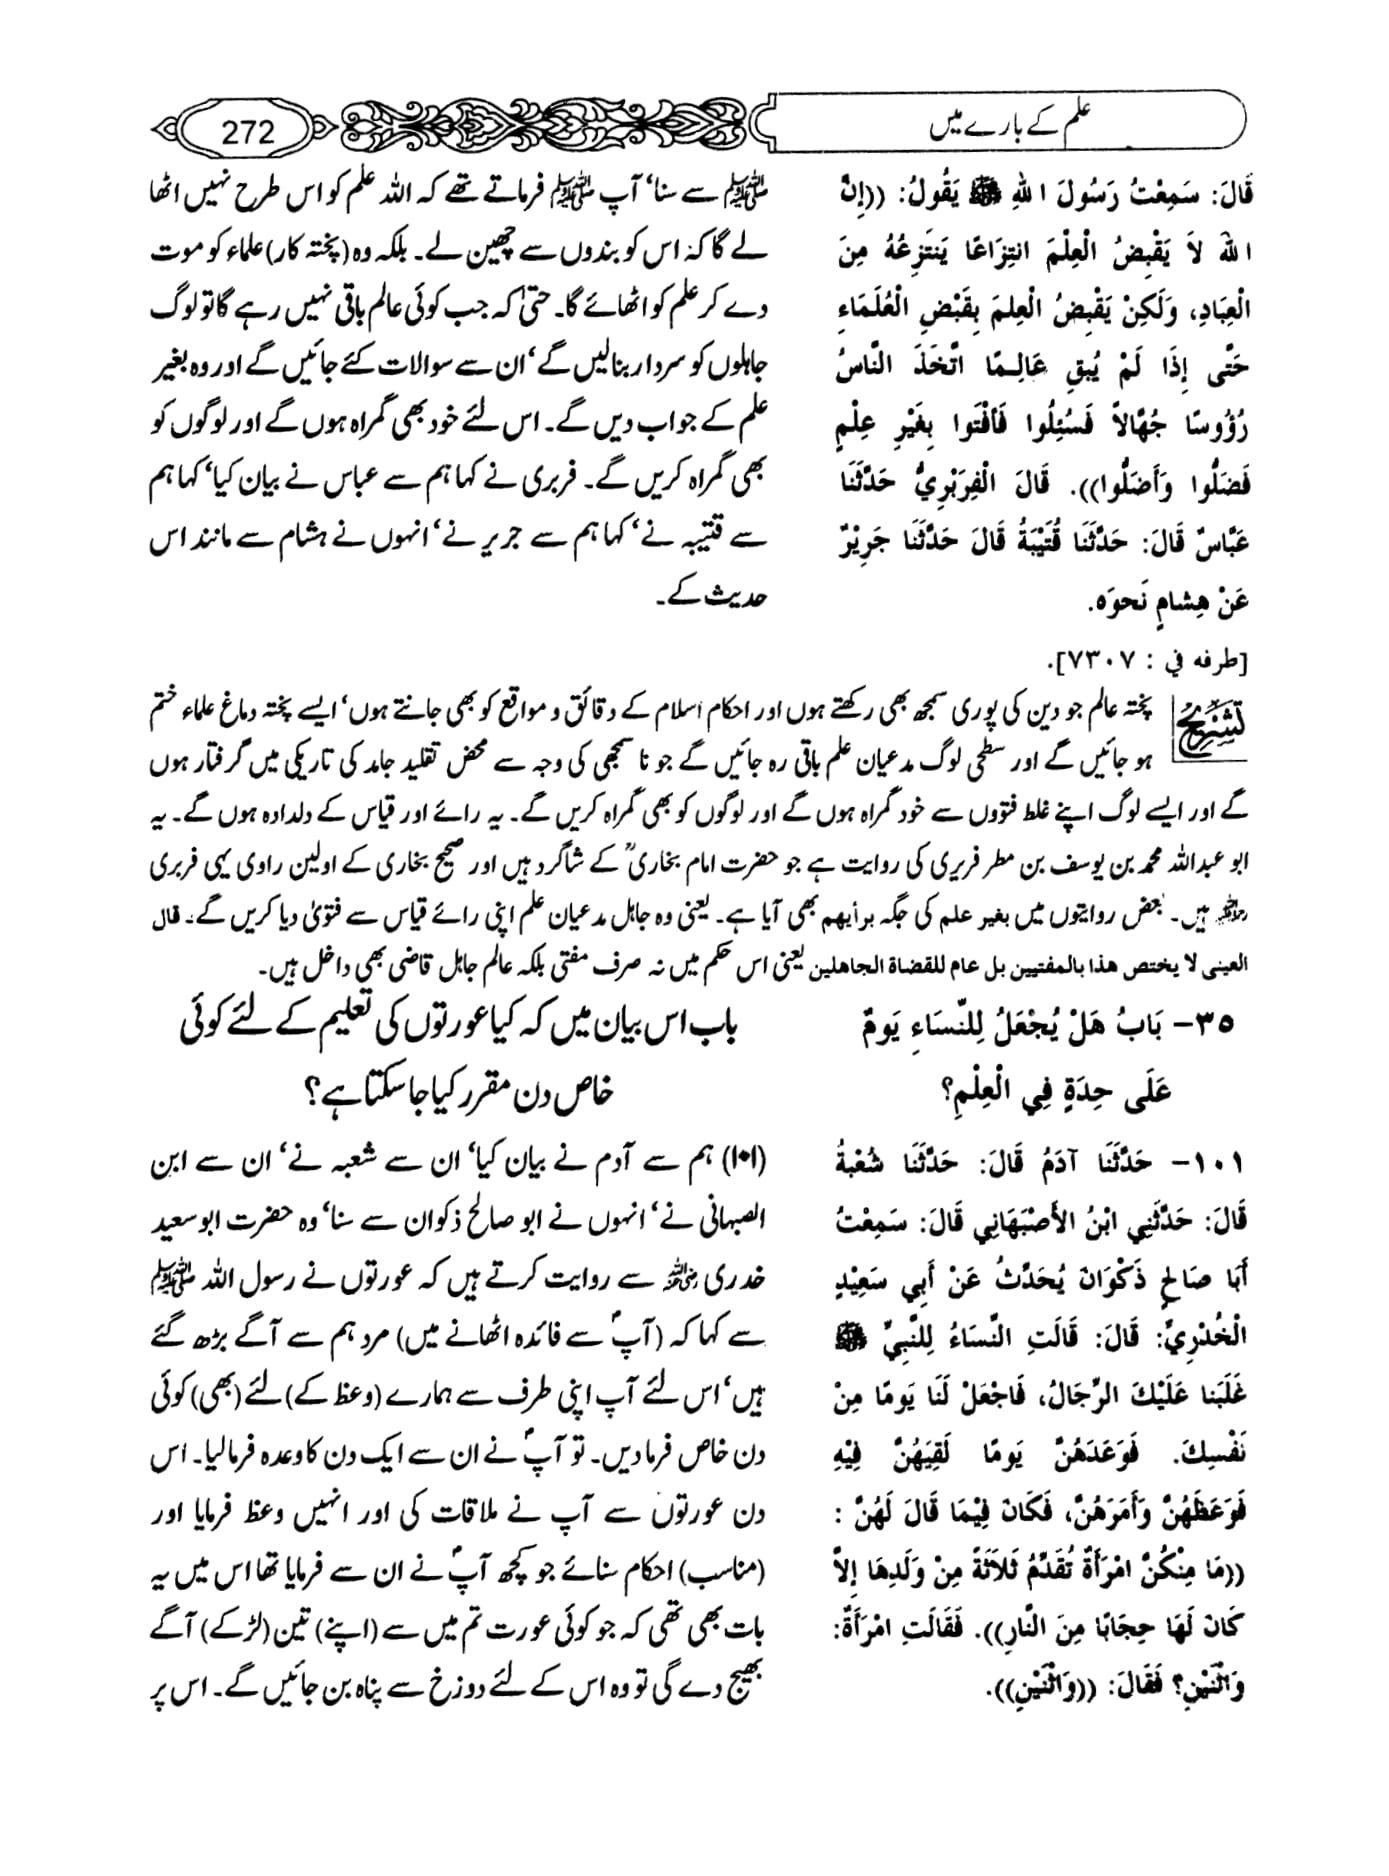 علم کے بارے میں
272
قَالَ: سَمِعْتُ رَسُولَ اللهِ ﷺ يَقُولُ: ((إِنَّ
اللهَ لاَ يَقْبِضُ الْعِلْمَ انتِزَاعًا يَنتَزِعُهُ مِنَ
الْعِبَادِ، وَلَكِنْ يَقْبِضُ الْعِلمَ بِقَبْضِ الْعُلَمَاءِ
حَتَّى إِذَا لَمْ يُبقِ عَالِمًا اتَّخَذَ النَّاسُ
رُؤُوسًا جُهَّالاً فَسُئِلُوا فَأَفْتَوا بِغَيْرِ عِلْمٍ
فَضَلُّوا وَأَضَلُّوا)). قَالَ الْفِرَبْرِيُّ حَدَّثَنَا
عَبَّاسٌ قَالَ: حَدَّثَنَا قُتَيْبَةُ قَالَ حَدَّثَنَا جَرِيْرٌ
عَنْ هِشامٍ نَحوَه.
[طرفه في : ٧٣٠٧].
ﷺ سے سنا‘ آپ ﷺ فرماتے تھے کہ اللہ علم کو اس طرح نہیں اٹھا
لے گا کہ اس کو بندوں سے چھین لے۔ بلکہ وہ (پختہ کار) علماء کو موت
دے کر علم کو اٹھائے گا۔ حتیٰ کہ جب کوئی عالم باقی نہیں رہے گا تو لوگ
جاہلوں کو سردار بنا لیں گے‘ ان سے سوالات کئے جائیں گے اور وہ بغیر
علم کے جواب دیں گے۔ اس لئے خود بھی گمراہ ہوں گے اور لوگوں کو
بھی گمراہ کریں گے۔ فربری نے کہا ہم سے عباس نے بیان کیا‘ کہا ہم
سے قتیبہ نے‘ کہا ہم سے جریر نے‘ انہوں نے ہشام سے مانند اس
حدیث کے۔
تشریح پختہ عالم جو دین کی پوری سمجھ بھی رکھتے ہوں اور احکام اسلام کے دقائق و مواقع کو بھی جانتے ہوں‘ ایسے پختہ دماغ علماء ختم
ہو جائیں گے اور سطحی لوگ مدعیان علم باقی رہ جائیں گے جو نا سمجھی کی وجہ سے محض تقلید جامد کی تاریکی میں گرفتار ہوں
گے اور ایسے لوگ اپنے غلط فتووں سے خود گمراہ ہوں گے اور لوگوں کو بھی گمراہ کریں گے۔ یہ رائے اور قیاس کے دلدادہ ہوں گے۔ یہ
ابو عبداللہ محمد بن یوسف بن مطر فربری کی روایت ہے جو حضرت امام بخاریؒ کے شاگرد ہیں اور صحیح بخاری کے اولین راوی یہی فربری
رحمہ اللہ ہیں۔ بعض روایتوں میں بغیر علم کی جگہ برأیھم بھی آیا ہے۔ یعنی وہ جاہل مدعیان علم اپنی رائے قیاس سے فتویٰ دیا کریں گے۔ قال
العینی لا یختص ھذا بالمفتیین بل عام للقضاۃ الجاھلین یعنی اس حکم میں نہ صرف مفتی بلکہ عالم جاہل قاضی بھی داخل ہیں۔
٣٥- بَابُ هَلْ يُجْعَلُ لِلنِّسَاءِ يَومٌ
عَلَى حِدَةٍ فِي الْعِلْمِ؟
باب اس بیان میں کہ کیا عورتوں کی تعلیم کے لئے کوئی
خاص دن مقرر کیا جا سکتا ہے؟
١٠١- حَدَّثَنَا آدَمُ قَالَ: حَدَّثَنَا شُعْبَةُ
قَالَ: حَدَّثَنِي ابْنُ الأَصْبَهَانِي قَالَ: سَمِعْتُ
أَبَا صَالِحٍ ذَكْوَانَ يُحَدِّثُ عَنْ أَبِي سَعِيْدٍ
الْخُدْرِيِّ: قَالَ: قَالَتِ النِّسَاءُ لِلنَّبِيِّ ﷺ
غَلَبَنا عَلَيْكَ الرِّجَالُ، فَاجْعَلْ لَنَا يَومًا مِنْ
نَفْسِكَ. فَوَعَدَهُنَّ يَومًا لَقِيَهُنَّ فِيْهِ
فَوَعَظَهُنَّ وَأَمَرَهُنَّ، فَكَانَ فِيْمَا قَالَ لَهُنَّ :
((مَا مِنْكُنَّ امْرَأَةٌ تُقَدِّمُ ثَلاَثَةً مِنْ وَلَدِهَا إِلاَّ
كَانَ لَهَا حِجَابًا مِنَ النَّارِ)). فَقَالَتِ امْرَأَةٌ:
وَاثْنَيْنِ؟ فَقَالَ: ((وَاثْنَيْنِ)).
(۱۰۱) ہم سے آدم نے بیان کیا‘ ان سے شعبہ نے‘ ان سے ابن
الصبہانی نے‘ انہوں نے ابو صالح ذکوان سے سنا‘ وہ حضرت ابو سعید
خدری رضی اللہ عنہ سے روایت کرتے ہیں کہ عورتوں نے رسول اللہ ﷺ
سے کہا کہ (آپؐ سے فائدہ اٹھانے میں) مرد ہم سے آگے بڑھ گئے
ہیں‘ اس لئے آپ اپنی طرف سے ہمارے (وعظ کے) لئے (بھی) کوئی
دن خاص فرما دیں۔ تو آپؐ نے ان سے ایک دن کا وعدہ فرما لیا۔ اس
دن عورتوں سے آپ نے ملاقات کی اور انہیں وعظ فرمایا اور
(مناسب) احکام سنائے جو کچھ آپؐ نے ان سے فرمایا تھا اس میں یہ
بات بھی تھی کہ جو کوئی عورت تم میں سے (اپنے) تین (لڑکے) آگے
بھیج دے گی تو وہ اس کے لئے دوزخ سے پناہ بن جائیں گے۔ اس پر